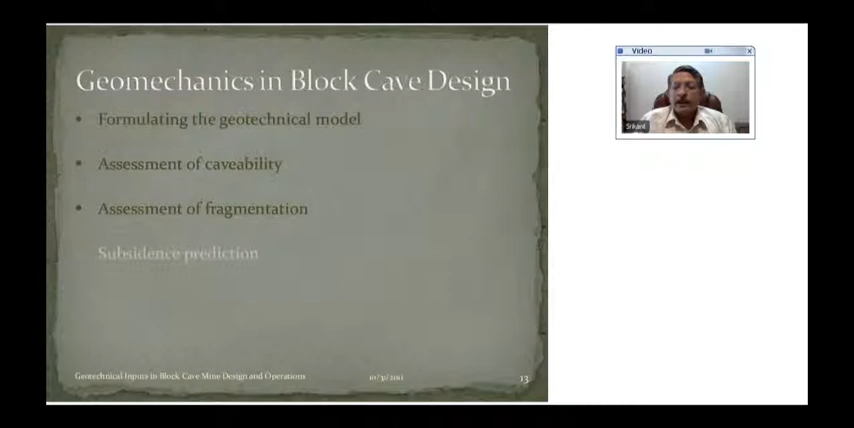 Geomechanics in Block Cave Design
• Formulating the geotechnical model
• Assessment of caveability
• Assessment of fragmentation
Subsidence prediction
Geotechnical Inputs in Block Cave Mine Design and Operations
13
Video
Srikant